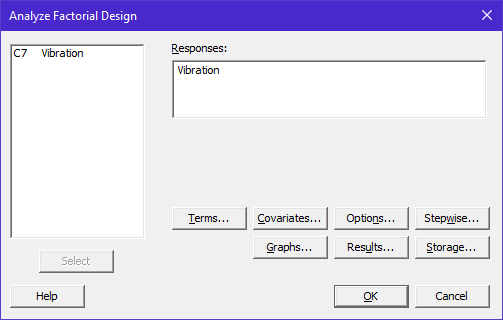 Analyze Factorial Design
C7 Vibration
Responses:
Vibration
Terms... Covariates... Options... Stepwise...
Graphs... Results... Storage...
Select
Help OK Cancel